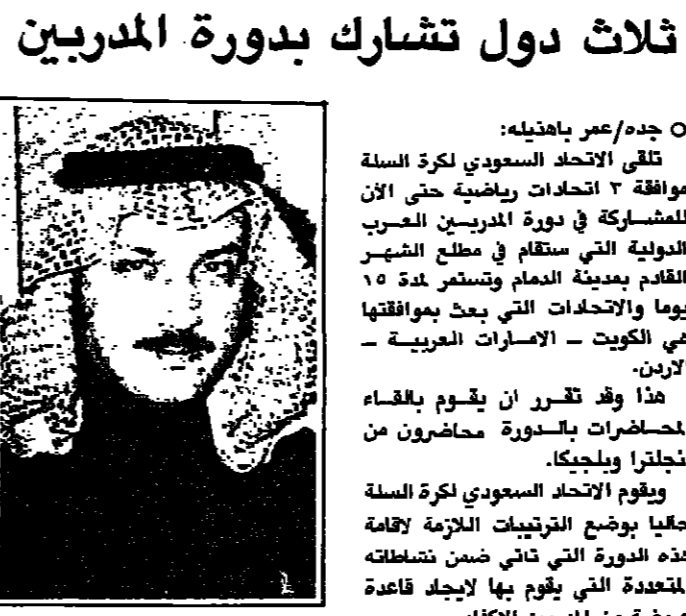 ثلاث دول تشارك بدورة المدربين
○ جده/عمر باهذيله:
تلقى الاتحاد السعودي لكرة السلة
موافقة ٣ اتحادات رياضية حتى الآن
للمشاركة في دورة المدربين العرب
الدولية التي ستقام في مطلع الشهر
القادم بمدينة الدمام وتستمر لمدة ١٥
يوما والاتحادات التي بعث بموافقتها
هي الكويت – الامارات العربية –
الاردن.
هذا وقد تقرر ان يقوم بالقاء
المحاضرات بالدورة محاضرون من
انجلترا وبلجيكا.
ويقوم الاتحاد السعودي لكرة السلة
حاليا بوضع الترتيبات اللازمة لاقامة
هذه الدورة التي تاتي ضمن نشاطاته
المتعددة التي يقوم بها لايجاد قاعدة